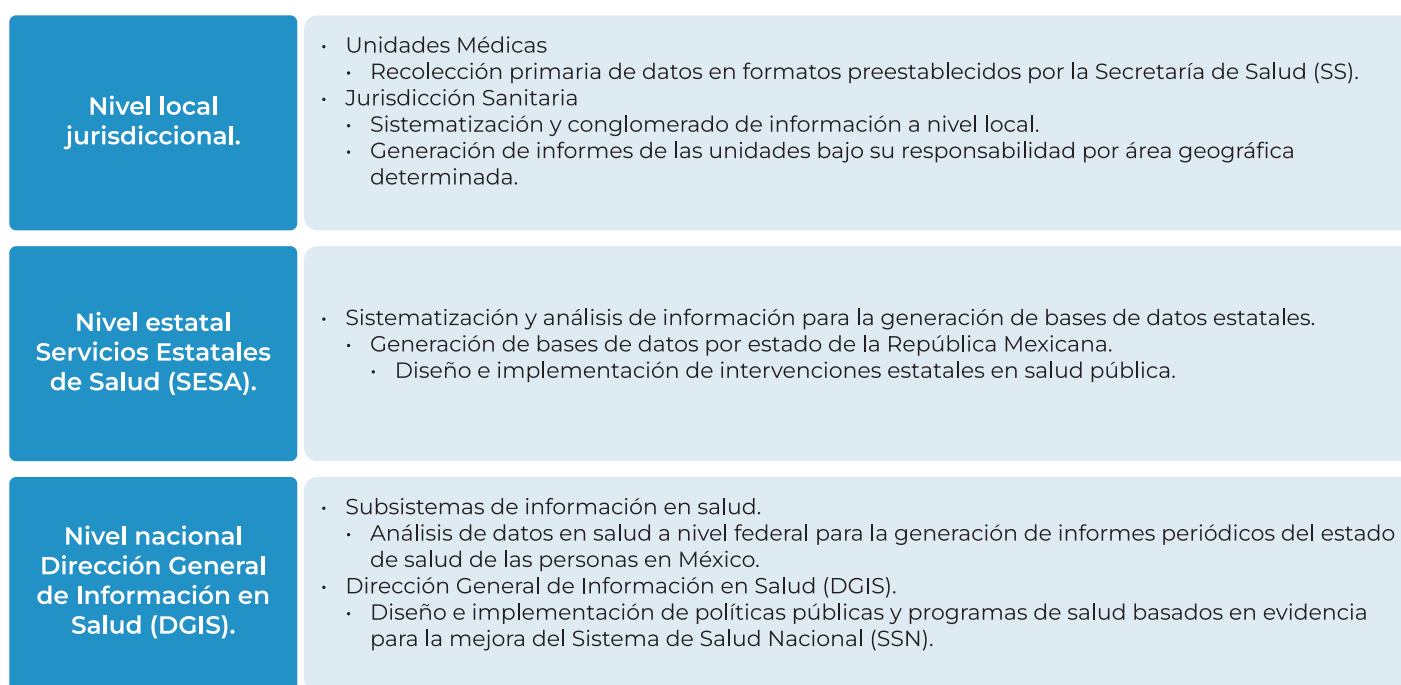 Nivel local
jurisdiccional.
• Unidades Médicas
• Recolección primaria de datos en formatos preestablecidos por la Secretaría de Salud (SS).
• Jurisdicción Sanitaria
• Sistematización y conglomerado de información a nivel local.
• Generación de informes de las unidades bajo su responsabilidad por área geográfica
determinada.
Nivel estatal
Servicios Estatales
de Salud (SESA).
• Sistematización y análisis de información para la generación de bases de datos estatales.
• Generación de bases de datos por estado de la República Mexicana.
• Diseño e implementación de intervenciones estatales en salud pública.
Nivel nacional
Dirección General
de Información en
Salud (DGIS).
• Subsistemas de información en salud.
• Análisis de datos en salud a nivel federal para la generación de informes periódicos del estado
de salud de las personas en México.
• Dirección General de Información en Salud (DGIS).
• Diseño e implementación de políticas públicas y programas de salud basados en evidencia
para la mejora del Sistema de Salud Nacional (SSN).